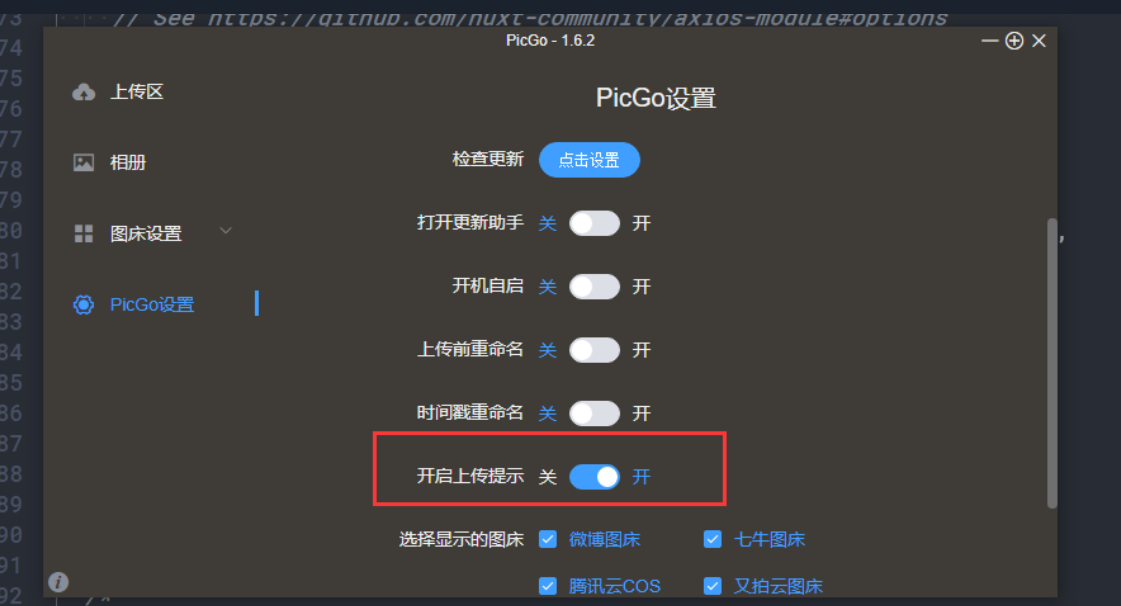 73 // See https://github.com/nuxt-community/axios-module#options
74
75
76
77
78
79
80
81
82
83
84
85
86
87
88
89
90
91
92 /*
PicGo - 1.6.2
上传区
相册
图床设置
PicGo设置
PicGo设置
检查更新 点击设置
打开更新助手 关 开
开机自启 关 开
上传前重命名 关 开
时间戳重命名 关 开
开启上传提示 关 开
选择显示的图床 微博图床 七牛图床
腾讯云COS 又拍云图床
,